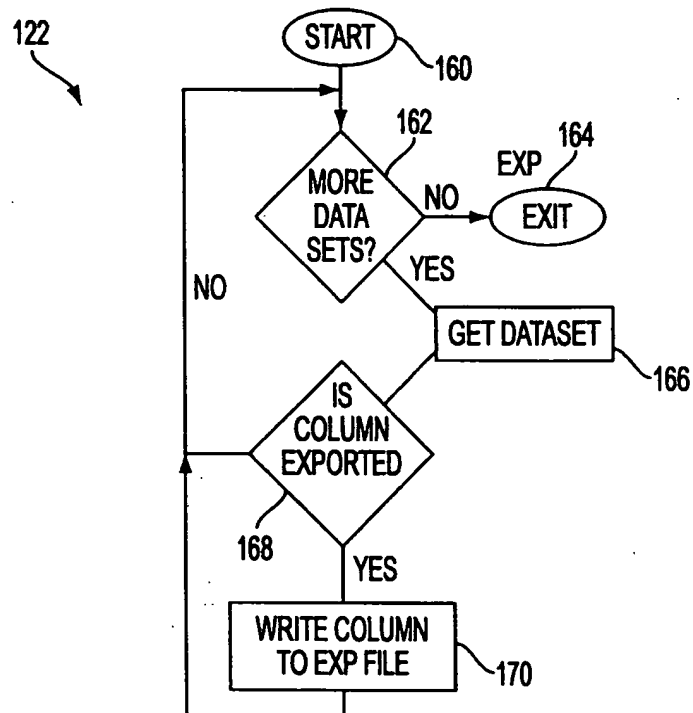 122
START
160
162
MORE
DATA
SETS?
NO
EXP
164
EXIT
YES
NO
GET DATASET
166
IS
COLUMN
EXPORTED
168
YES
WRITE COLUMN
TO EXP FILE
170